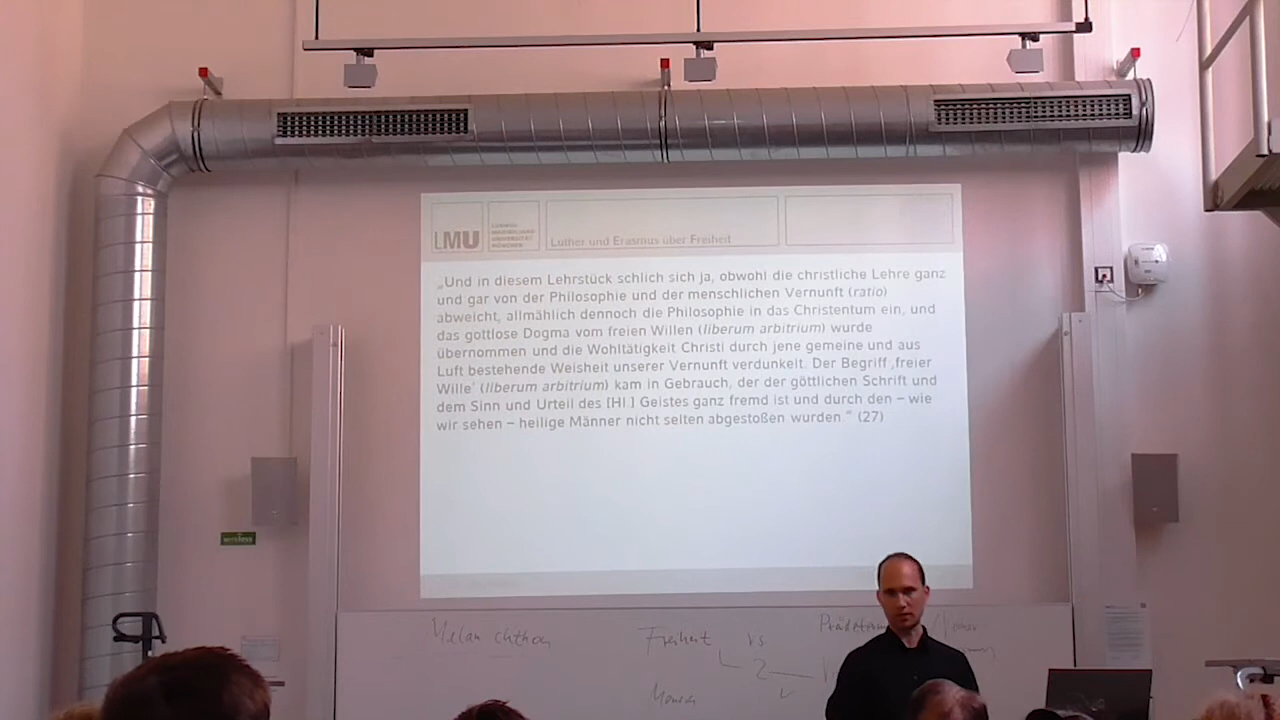 LMU
LUDWIG-
MAXIMILIANS-
UNIVERSITÄT
MÜNCHEN
Luther und Erasmus über Freiheit
„Und in diesem Lehrstück schlich sich ja, obwohl die christliche Lehre ganz
und gar von der Philosophie und der menschlichen Vernunft (ratio)
abweicht, allmählich dennoch die Philosophie in das Christentum ein, und
das gottlose Dogma vom freien Willen (liberum arbitrium) wurde
übernommen und die Wohltätigkeit Christi durch jene gemeine und aus
Luft bestehende Weisheit unserer Vernunft verdunkelt. Der Begriff ‚freier
Wille‘ (liberum arbitrium) kam in Gebrauch, der der göttlichen Schrift und
dem Sinn und Urteil des [Hl.] Geistes ganz fremd ist und durch den – wie
wir sehen – heilige Männer nicht selten abgestoßen wurden.“ (27)
Melanchthon
Freiheit vs
Mensch